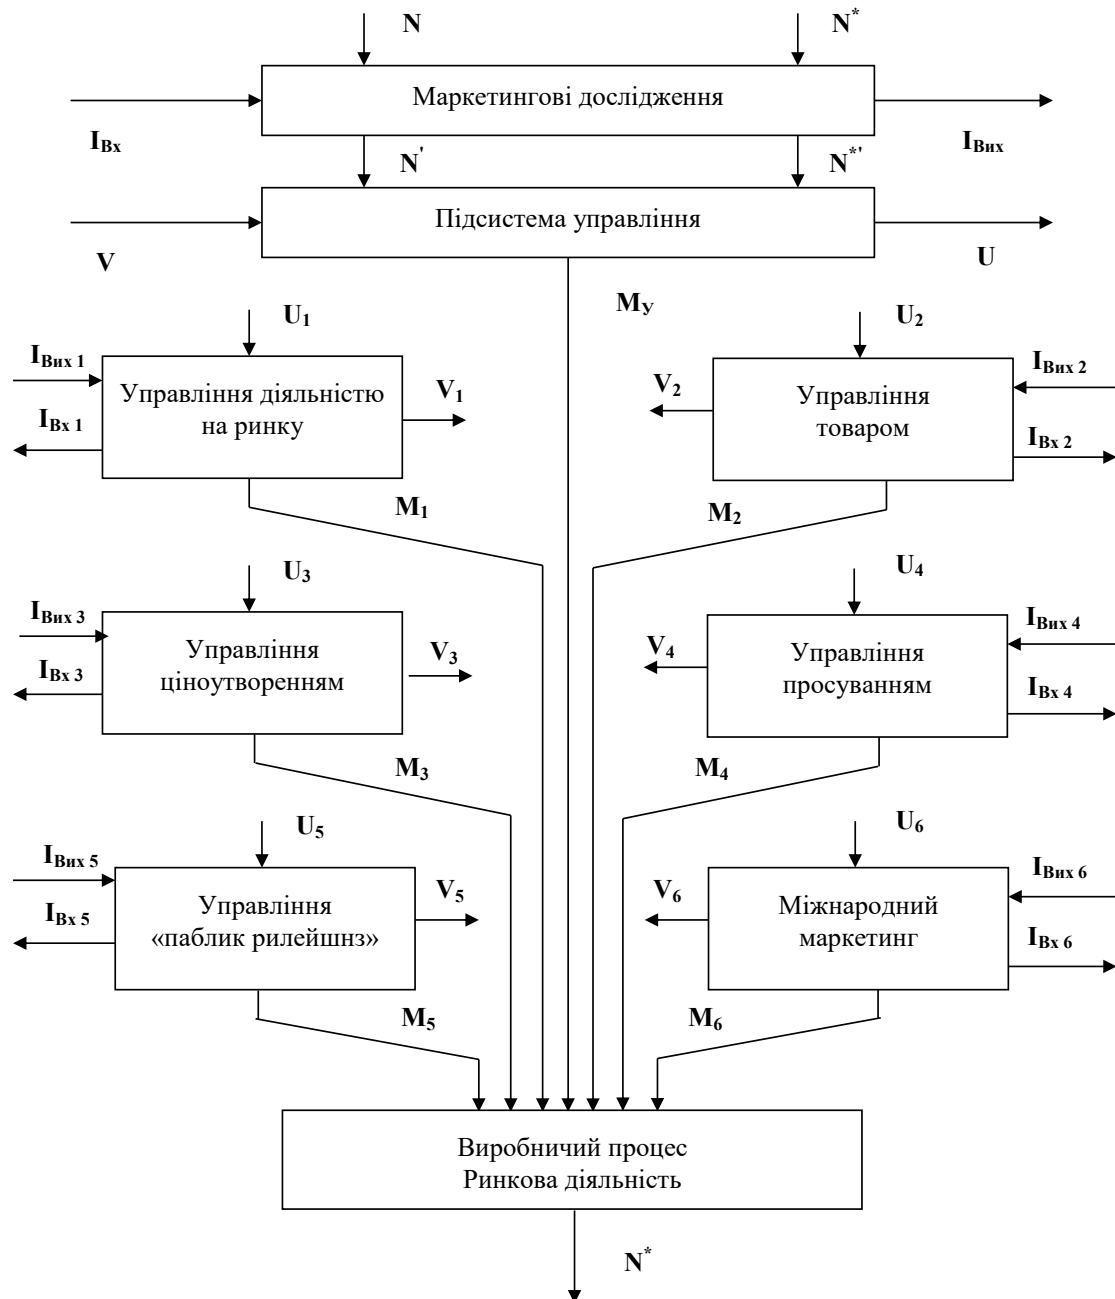 N
N*
Маркетингові дослідження
IВх
IВих
N'
N*'
Підсистема управління
V
U
MУ
U1
U2
IВих 1
Управління діяльністю
на ринку
V1
IВх 1
V2
Управління
товаром
IВих 2
IВх 2
M1
M2
U3
U4
IВих 3
Управління
ціноутворенням
V3
IВх 3
V4
Управління
просуванням
IВих 4
IВх 4
M3
M4
U5
U6
IВих 5
Управління
«паблик рилейшнз»
V5
IВх 5
V6
Міжнародний
маркетинг
IВих 6
IВх 6
M5
M6
Виробничий процес
Ринкова діяльність
N*